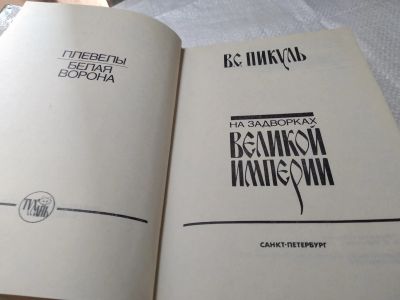 ПЛЕВЕЛЫ
БЕЛАЯ
ВОРОНА
В.С. ПИКУЛЬ
НА ЗАДВОРКАХ
ВЕЛИКОЙ
ИМПЕРИИ
САНКТ-ПЕТЕРБУРГ